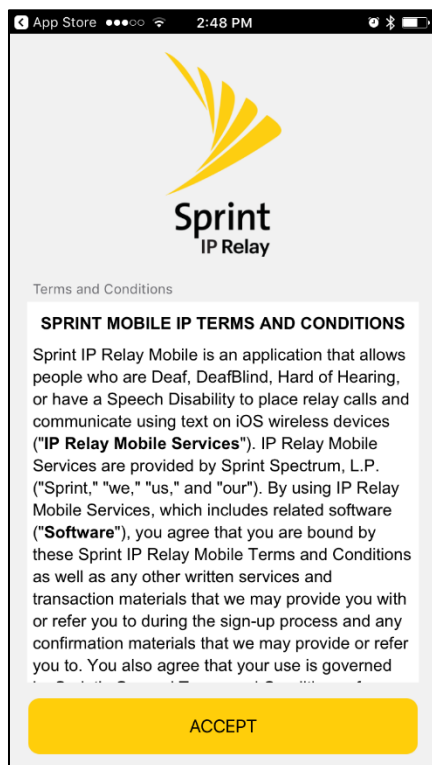 App Store 2:48 PM
Sprint
IP Relay
Terms and Conditions
SPRINT MOBILE IP TERMS AND CONDITIONS
Sprint IP Relay Mobile is an application that allows
people who are Deaf, DeafBlind, Hard of Hearing,
or have a Speech Disability to place relay calls and
communicate using text on iOS wireless devices
("IP Relay Mobile Services"). IP Relay Mobile
Services are provided by Sprint Spectrum, L.P.
("Sprint," "we," "us," and "our"). By using IP Relay
Mobile Services, which includes related software
("Software"), you agree that you are bound by
these Sprint IP Relay Mobile Terms and Conditions
as well as any other written services and
transaction materials that we may provide you with
or refer you to during the sign-up process and any
confirmation materials that we may provide or refer
you to. You also agree that your use is governed
ACCEPT